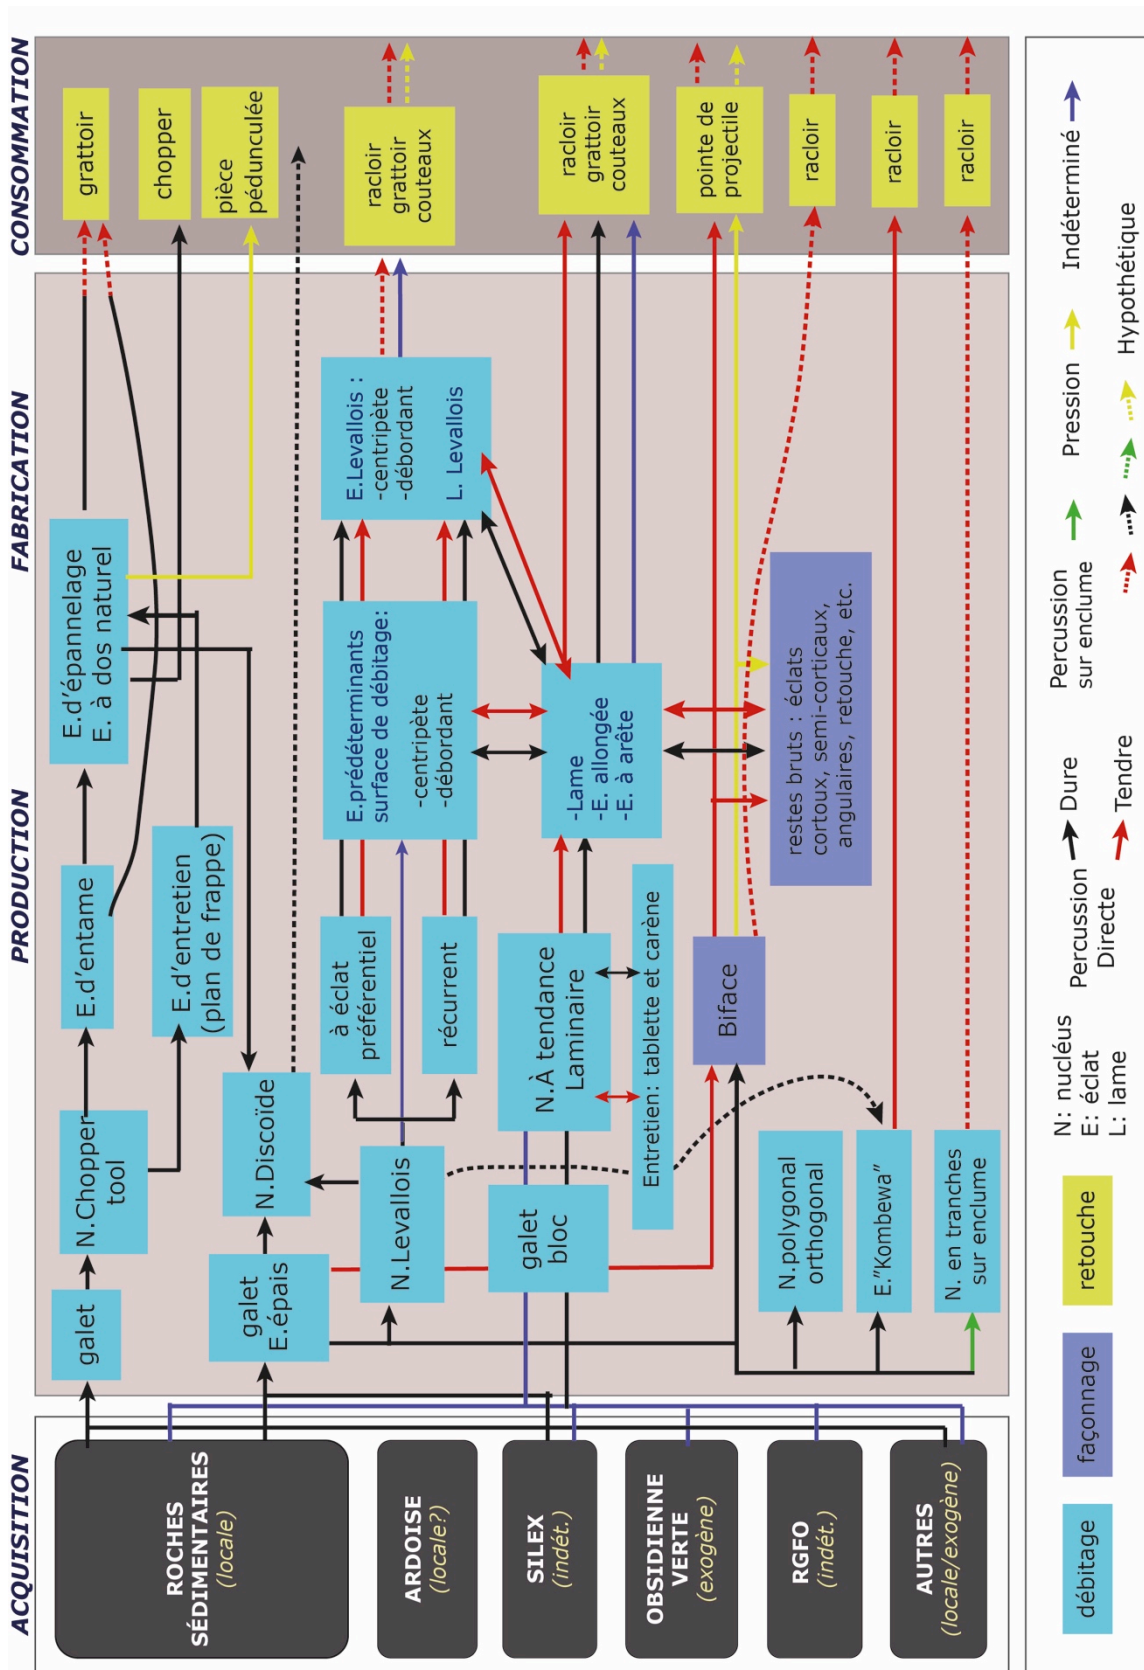 ACQUISITION
PRODUCTION
FABRICATION
CONSOMMATION
ROCHES
SÉDIMENTAIRES
(locale)
ARDOISE
(locale?)
SILEX
(indét.)
OBSIDIENNE
VERTE
(exogène)
RGFO
(indét.)
AUTRES
(locale/exogène)
galet
N.Chopper
tool
E.d'entame
E.d'épannelage
E. à dos naturel
E.d'entretien
(plan de frappe)
galet
E.épais
N.Discoïde
N.Levallois
à éclat
préférentiel
récurrent
E.prédéterminants
surface de débitage:
-centripète
-débordant
E.Levallois :
-centripète
-débordant
L. Levallois
galet
bloc
N.À tendance
Laminaire
-Lame
-E. allongée
-E. à arête
Entretien: tablette et carène
Biface
restes bruts : éclats
cortoux, semi-corticaux,
angulaires, retouche, etc.
N.polygonal
orthogonal
E."Kombewa"
N. en tranches
sur enclume
grattoir
chopper
pièce
pédunculée
racloir
grattoir
couteaux
racloir
grattoir
couteaux
pointe de
projectile
racloir
racloir
racloir
débitage
façonnage
retouche
N: nucléus
E: éclat
L: lame
Percussion
Directe
Dure
Tendre
Percussion
sur enclume
Pression
Indéterminé
Hypothétique